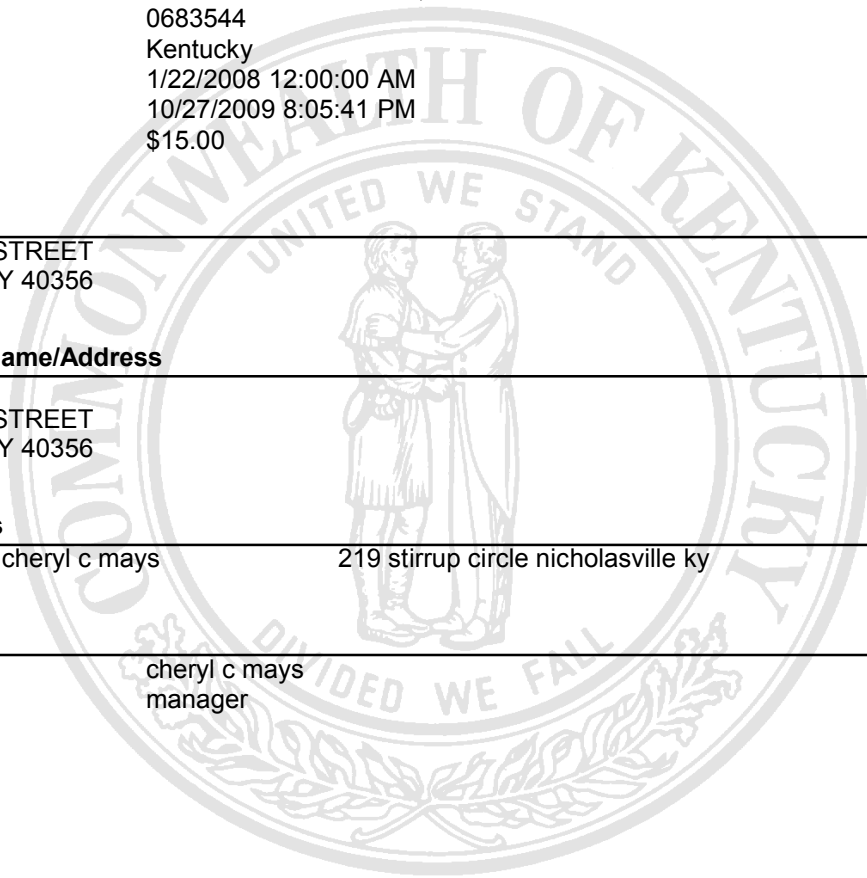 0683544
Kentucky
1/22/2008 12:00:00 AM
10/27/2009 8:05:41 PM
$15.00
COMMONWEALTH OF KENTUCKY
UNITED WE STAND
STREET
Y 40356
ame/Address
STREET
Y 40356
s
cheryl c mays 219 stirrup circle nicholasville ky
DIVIDED WE FALL
cheryl c mays
manager